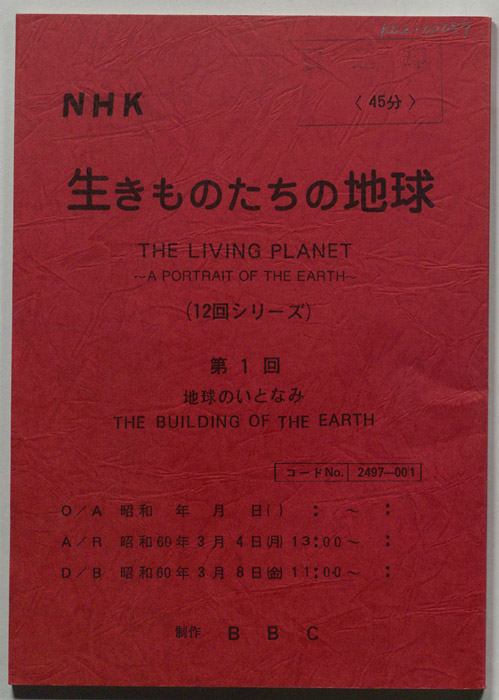 NHK
〈 45分 〉
生きものたちの地球
THE LIVING PLANET
～A PORTRAIT OF THE EARTH～
(12回シリーズ)
第 1 回
地球のいとなみ
THE BUILDING OF THE EARTH
コードNo. 2497—001
O／A 昭和 年 月 日( ) : ～ :
A／R 昭和60年 3月 4日(月) 13:00～ :
D／B 昭和60年 3月 8日(金) 11:00～ :
制作 B B C